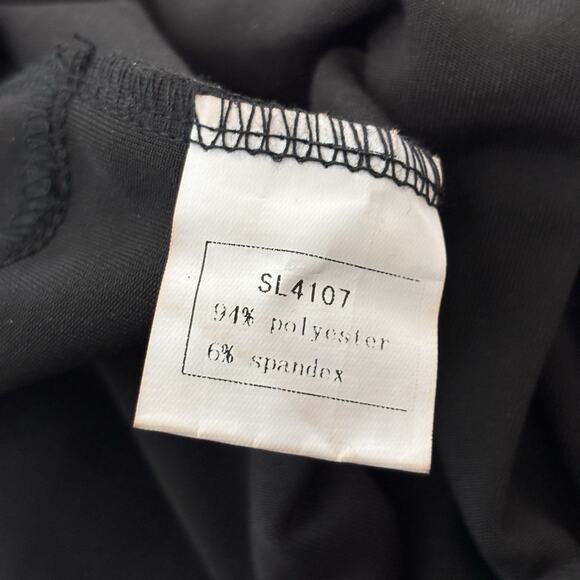 SL4107
94% polyester
6% spandex